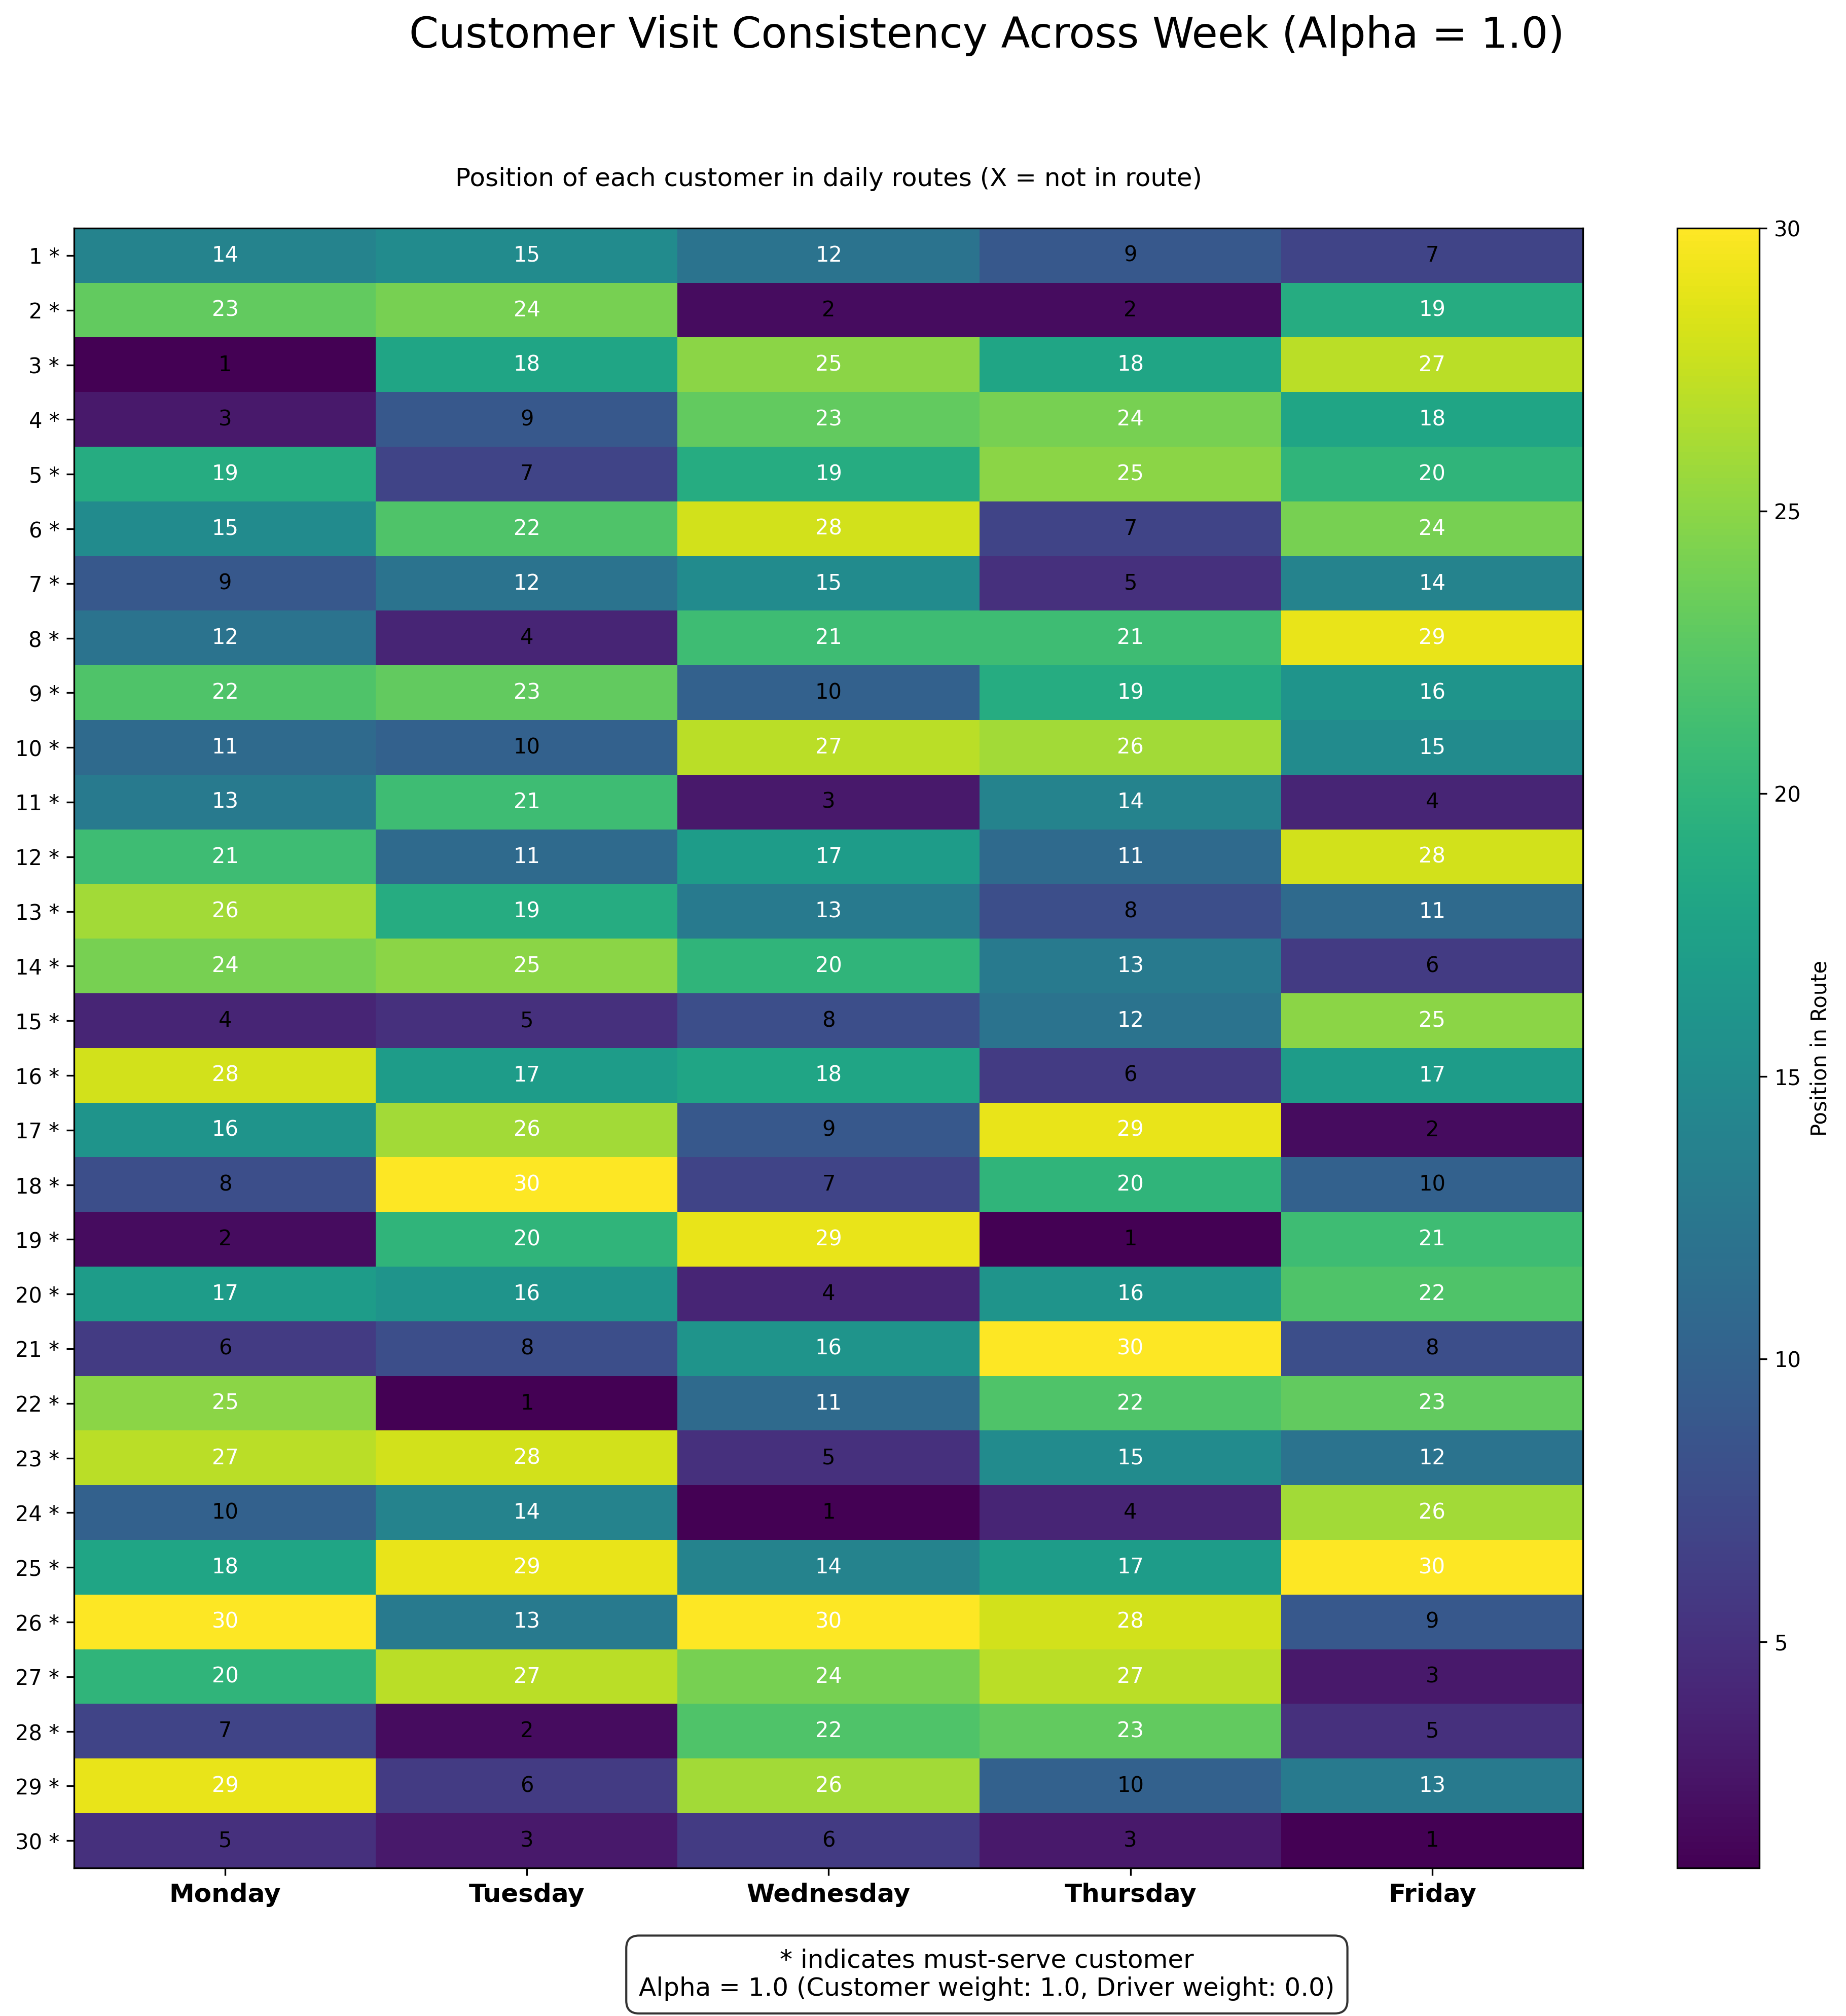 Customer Visit Consistency Across Week (Alpha = 1.0)
Position of each customer in daily routes (X = not in route)
1 * 14 15 12 9 7
2 * 23 24 2 2 19
3 * 1 18 25 18 27
4 * 3 9 23 24 18
5 * 19 7 19 25 20
6 * 15 22 28 7 24
7 * 9 12 15 5 14
8 * 12 4 21 21 29
9 * 22 23 10 19 16
10 * 11 10 27 26 15
11 * 13 21 3 14 4
12 * 21 11 17 11 28
13 * 26 19 13 8 11
14 * 24 25 20 13 6
15 * 4 5 8 12 25
16 * 28 17 18 6 17
17 * 16 26 9 29 2
18 * 8 30 7 20 10
19 * 2 20 29 1 21
20 * 17 16 4 16 22
21 * 6 8 16 30 8
22 * 25 1 11 22 23
23 * 27 28 5 15 12
24 * 10 14 1 4 26
25 * 18 29 14 17 30
26 * 30 13 30 28 9
27 * 20 27 24 27 3
28 * 7 2 22 23 5
29 * 29 6 26 10 13
30 * 5 3 6 3 1
Monday Tuesday Wednesday Thursday Friday
30
25
20
15
10
5
Position in Route
* indicates must-serve customer
Alpha = 1.0 (Customer weight: 1.0, Driver weight: 0.0)